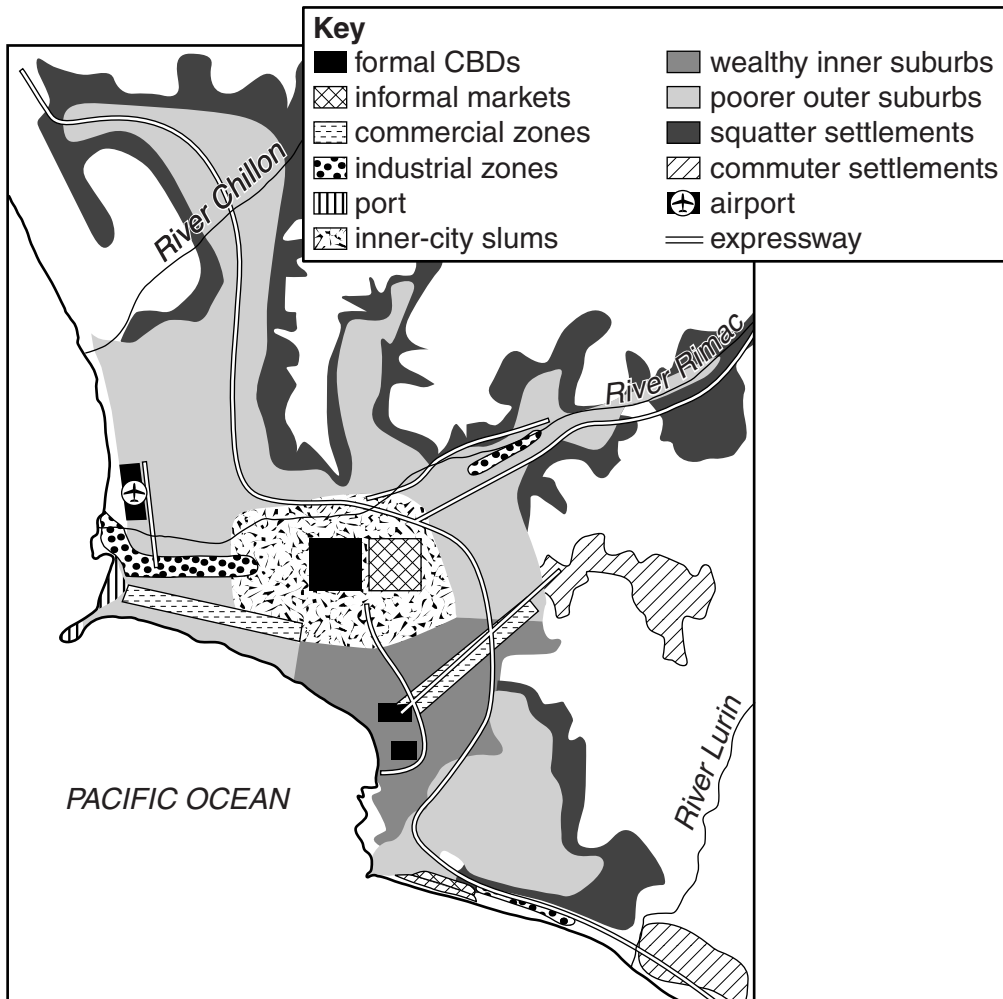 Key
formal CBDs
informal markets
commercial zones
industrial zones
port
inner-city slums
wealthy inner suburbs
poorer outer suburbs
squatter settlements
commuter settlements
airport
expressway
River Chillon
River Rimac
River Lurin
PACIFIC OCEAN